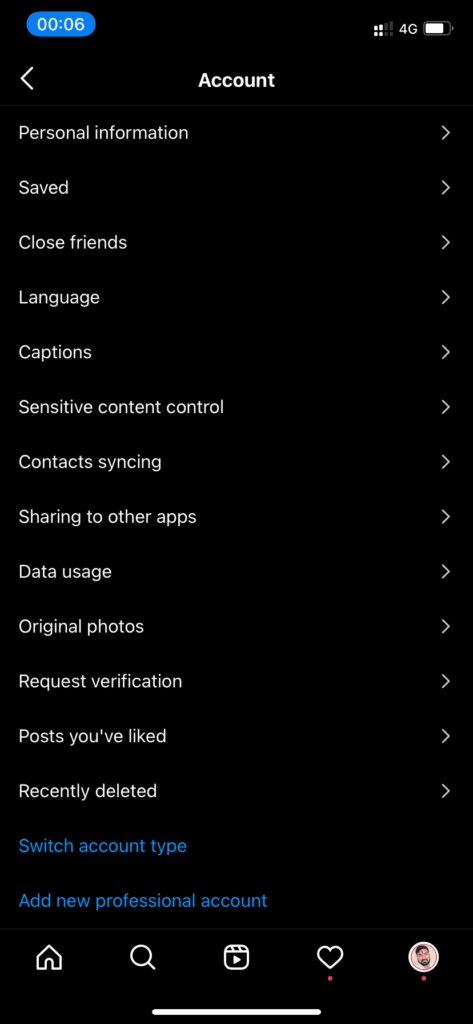 00:06
4G
Account
Personal information
Saved
Close friends
Language
Captions
Sensitive content control
Contacts syncing
Sharing to other apps
Data usage
Original photos
Request verification
Posts you've liked
Recently deleted
Switch account type
Add new professional account